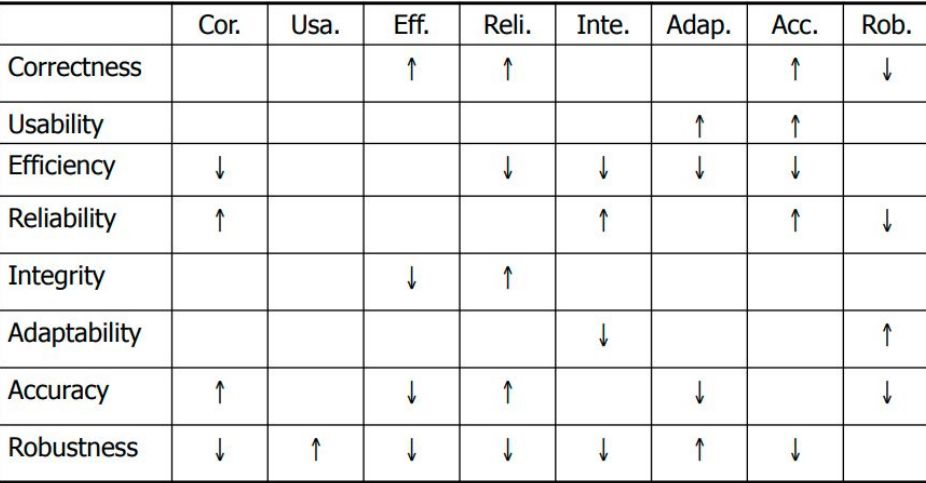 Cor. Usa. Eff. Reli. Inte. Adap. Acc. Rob.
Correctness ↑ ↑ ↑ ↓
Usability ↑ ↑
Efficiency ↓ ↓ ↓ ↓ ↓
Reliability ↑ ↑ ↑ ↓
Integrity ↓ ↑
Adaptability ↓ ↑
Accuracy ↑ ↓ ↑ ↓ ↓
Robustness ↓ ↑ ↓ ↓ ↓ ↑ ↓